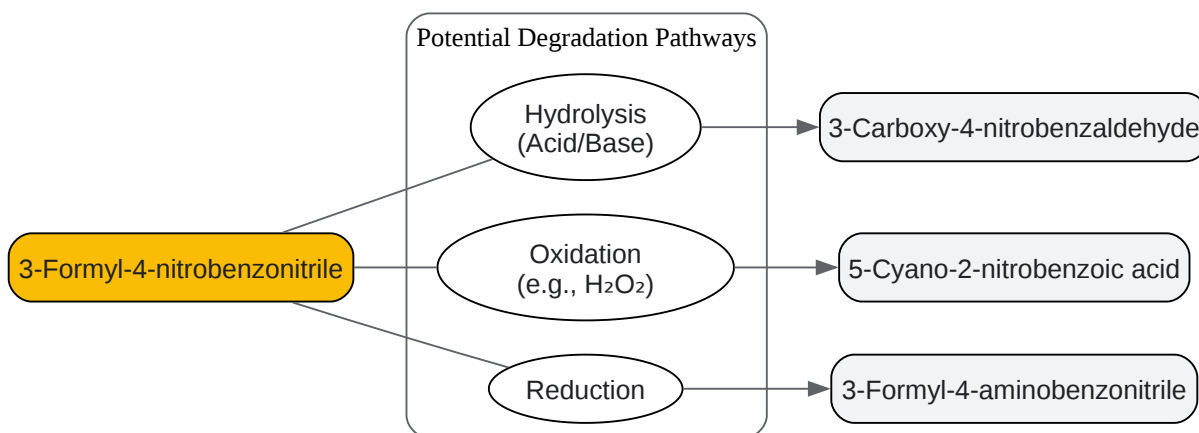 Potential Degradation Pathways
3-Formyl-4-nitrobenzonitrile
Hydrolysis
(Acid/Base)
3-Carboxy-4-nitrobenzaldehyde
Oxidation
(e.g., H₂O₂)
5-Cyano-2-nitrobenzoic acid
Reduction
3-Formyl-4-aminobenzonitrile